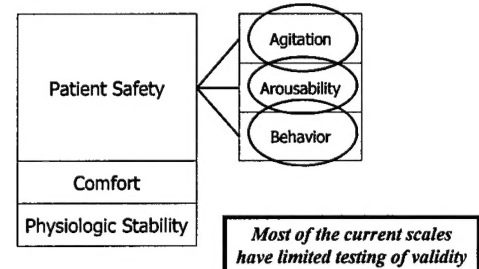 Patient Safety
Comfort
Physiologic Stability
Agitation
Arousability
Behavior
Most of the current scales
have limited testing of validity